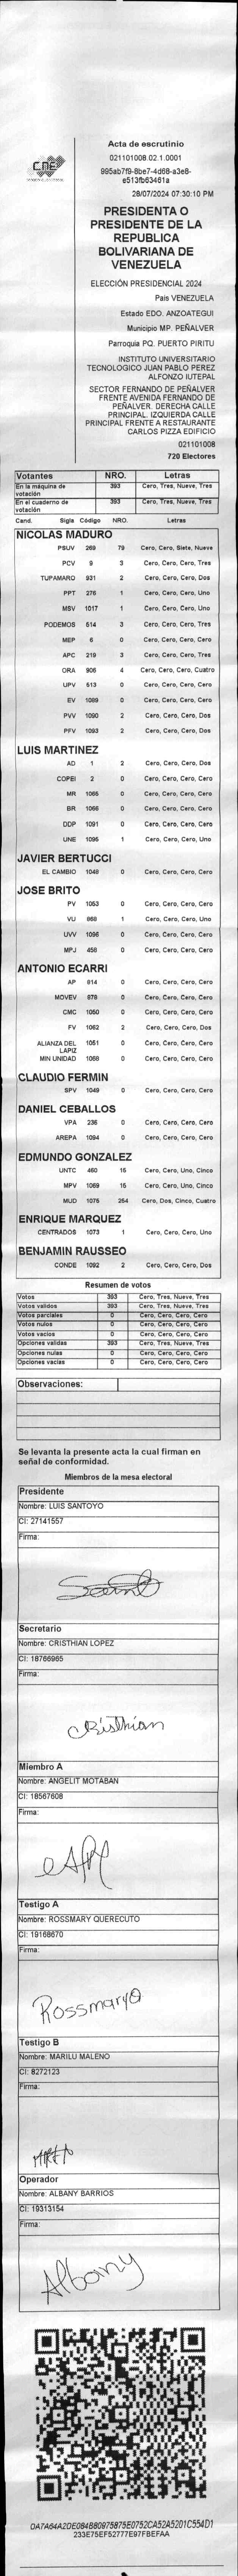 CNE
Acta de escrutinio
021101008.02.1.0001
995ab7f9-8be7-4d68-a3e8-
e513fb63481a
28/07/2024 07:30:10 PM
PRESIDENTA O
PRESIDENTE DE LA
REPUBLICA
BOLIVARIANA DE
VENEZUELA
ELECCIÓN PRESIDENCIAL 2024
País VENEZUELA
Estado EDO. ANZOATEGUI
Municipio MP. PEÑALVER
Parroquia PQ. PUERTO PIRITU
INSTITUTO UNIVERSITARIO
TECNOLOGICO JUAN PABLO PEREZ
ALFONZO IUTEPAL
SECTOR FERNANDO DE PEÑALVER
FRENTE AVENIDA FERNANDO DE
PEÑALVER. DERECHA CALLE
PRINCIPAL. IZQUIERDA CALLE
PRINCIPAL FRENTE A RESTAURANTE
CARLOS PIZZA EDIFICIO
021101008
720 Electores
Votantes NRO. Letras
En la máquina de votación 393 Cero, Tres, Nueve, Tres
En el cuaderno de votación 393 Cero, Tres, Nueve, Tres
Cand. Sigla Código NRO. Letras
NICOLAS MADURO
PSUV 269 79 Cero, Cero, Siete, Nueve
PCV 9 3 Cero, Cero, Cero, Tres
TUPAMARO 931 2 Cero, Cero, Cero, Dos
PPT 276 1 Cero, Cero, Cero, Uno
MSV 1017 1 Cero, Cero, Cero, Uno
PODEMOS 514 3 Cero, Cero, Cero, Tres
MEP 6 0 Cero, Cero, Cero, Cero
APC 219 3 Cero, Cero, Cero, Tres
ORA 906 4 Cero, Cero, Cero, Cuatro
UPV 513 0 Cero, Cero, Cero, Cero
EV 1089 0 Cero, Cero, Cero, Cero
PVV 1090 2 Cero, Cero, Cero, Dos
PFV 1093 2 Cero, Cero, Cero, Dos
LUIS MARTINEZ
AD 1 2 Cero, Cero, Cero, Dos
COPEI 2 0 Cero, Cero, Cero, Cero
MR 1065 0 Cero, Cero, Cero, Cero
BR 1066 0 Cero, Cero, Cero, Cero
DDP 1091 0 Cero, Cero, Cero, Cero
UNE 1095 1 Cero, Cero, Cero, Uno
JAVIER BERTUCCI
EL CAMBIO 1048 0 Cero, Cero, Cero, Cero
JOSE BRITO
PV 1053 0 Cero, Cero, Cero, Cero
VU 868 1 Cero, Cero, Cero, Uno
UVV 1096 0 Cero, Cero, Cero, Cero
MPJ 458 0 Cero, Cero, Cero, Cero
ANTONIO ECARRI
AP 814 0 Cero, Cero, Cero, Cero
MOVEV 979 0 Cero, Cero, Cero, Cero
CMC 1050 0 Cero, Cero, Cero, Cero
FV 1062 2 Cero, Cero, Cero, Dos
ALIANZA DEL LAPIZ 1051 0 Cero, Cero, Cero, Cero
MIN UNIDAD 1068 0 Cero, Cero, Cero, Cero
CLAUDIO FERMIN
SPV 1049 0 Cero, Cero, Cero, Cero
DANIEL CEBALLOS
VPA 236 0 Cero, Cero, Cero, Cero
AREPA 1094 0 Cero, Cero, Cero, Cero
EDMUNDO GONZALEZ
UNTC 460 15 Cero, Cero, Uno, Cinco
MPV 1069 15 Cero, Cero, Uno, Cinco
MUD 1075 254 Cero, Dos, Cinco, Cuatro
ENRIQUE MARQUEZ
CENTRADOS 1073 1 Cero, Cero, Cero, Uno
BENJAMIN RAUSSEO
CONDE 1092 2 Cero, Cero, Cero, Dos
Resumen de votos
Votos 393 Cero, Tres, Nueve, Tres
Votos validos 393 Cero, Tres, Nueve, Tres
Votos parciales 0 Cero, Cero, Cero, Cero
Votos nulos 0 Cero, Cero, Cero, Cero
Votos vacios 0 Cero, Cero, Cero, Cero
Opciones validas 393 Cero, Tres, Nueve, Tres
Opciones nulas 0 Cero, Cero, Cero, Cero
Opciones vacias 0 Cero, Cero, Cero, Cero
Observaciones:
Se levanta la presente acta la cual firman en
señal de conformidad.
Miembros de la mesa electoral
Presidente
Nombre: LUIS SANTOYO
CI: 27141557
Firma:
Secretario
Nombre: CRISTHIAN LOPEZ
CI: 18766965
Firma:
Cristhian
Miembro A
Nombre: ANGELIT MOTABAN
CI: 18567608
Firma:
Testigo A
Nombre: ROSSMARY QUERECUTO
CI: 19168670
Firma:
Rossmary
Testigo B
Nombre: MARILU MALENO
CI: 8272123
Firma:
Operador
Nombre: ALBANY BARRIOS
CI: 19313154
Firma:
Albany
0A7A64A2DE084B80975875E0752CA52A5201C554D1
233E75EF52777E97FBEFAA